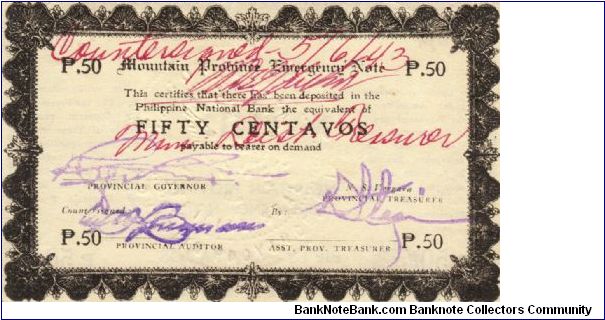 Countersigned - 5/6/43
₱.50 Mountain Province Emergency Note ₱.50
This certifies that there has been deposited in the
Philippine National Bank the equivalent of
FIFTY CENTAVOS
payable to bearer on demand
PROVINCIAL GOVERNOR
PROVINCIAL TREASURER
Countersigned
By:
₱.50 PROVINCIAL AUDITOR ASST. PROV. TREASURER ₱.50
BankNoteBank.com Banknote Collectors Community